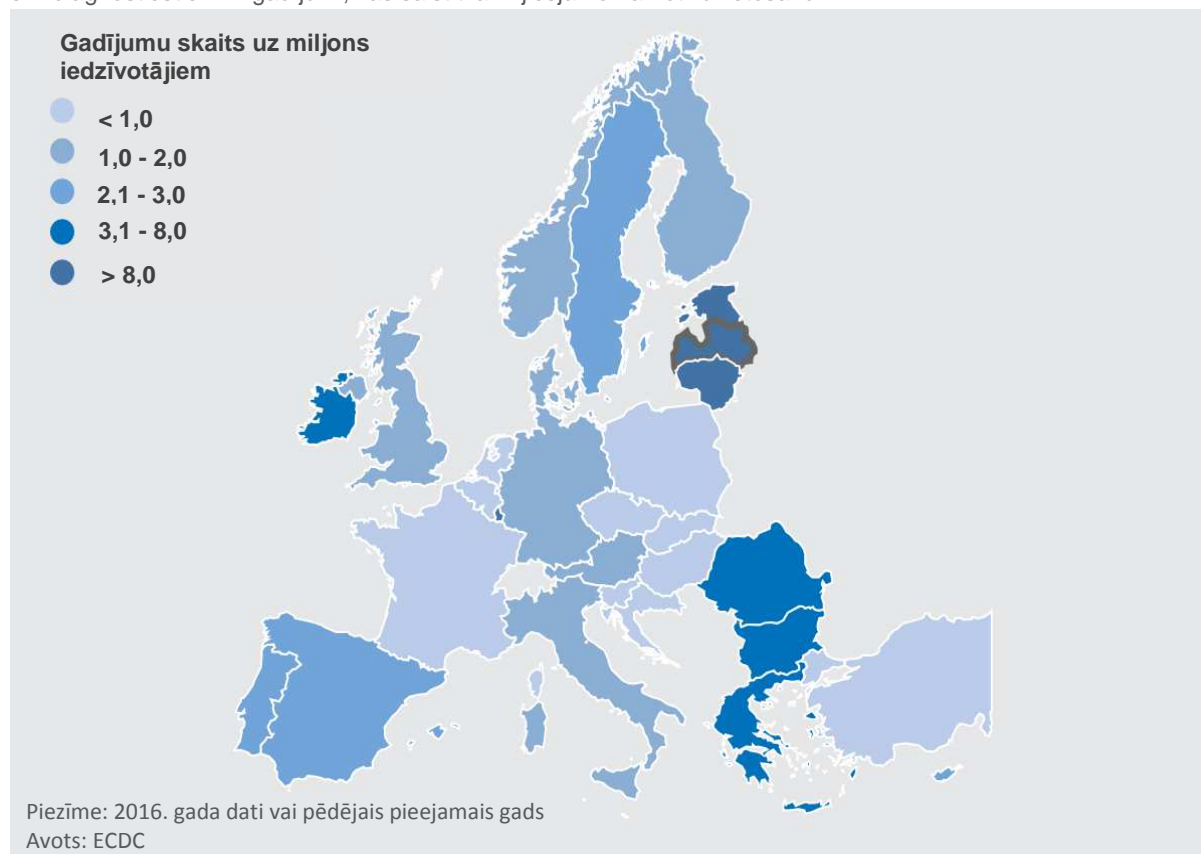 Gadījumu skaits uz miljons
iedzīvotājiem
< 1,0
1,0 - 2,0
2,1 - 3,0
3,1 - 8,0
> 8,0
Piezīme: 2016. gada dati vai pēdējais pieejamais gads
Avots: ECDC